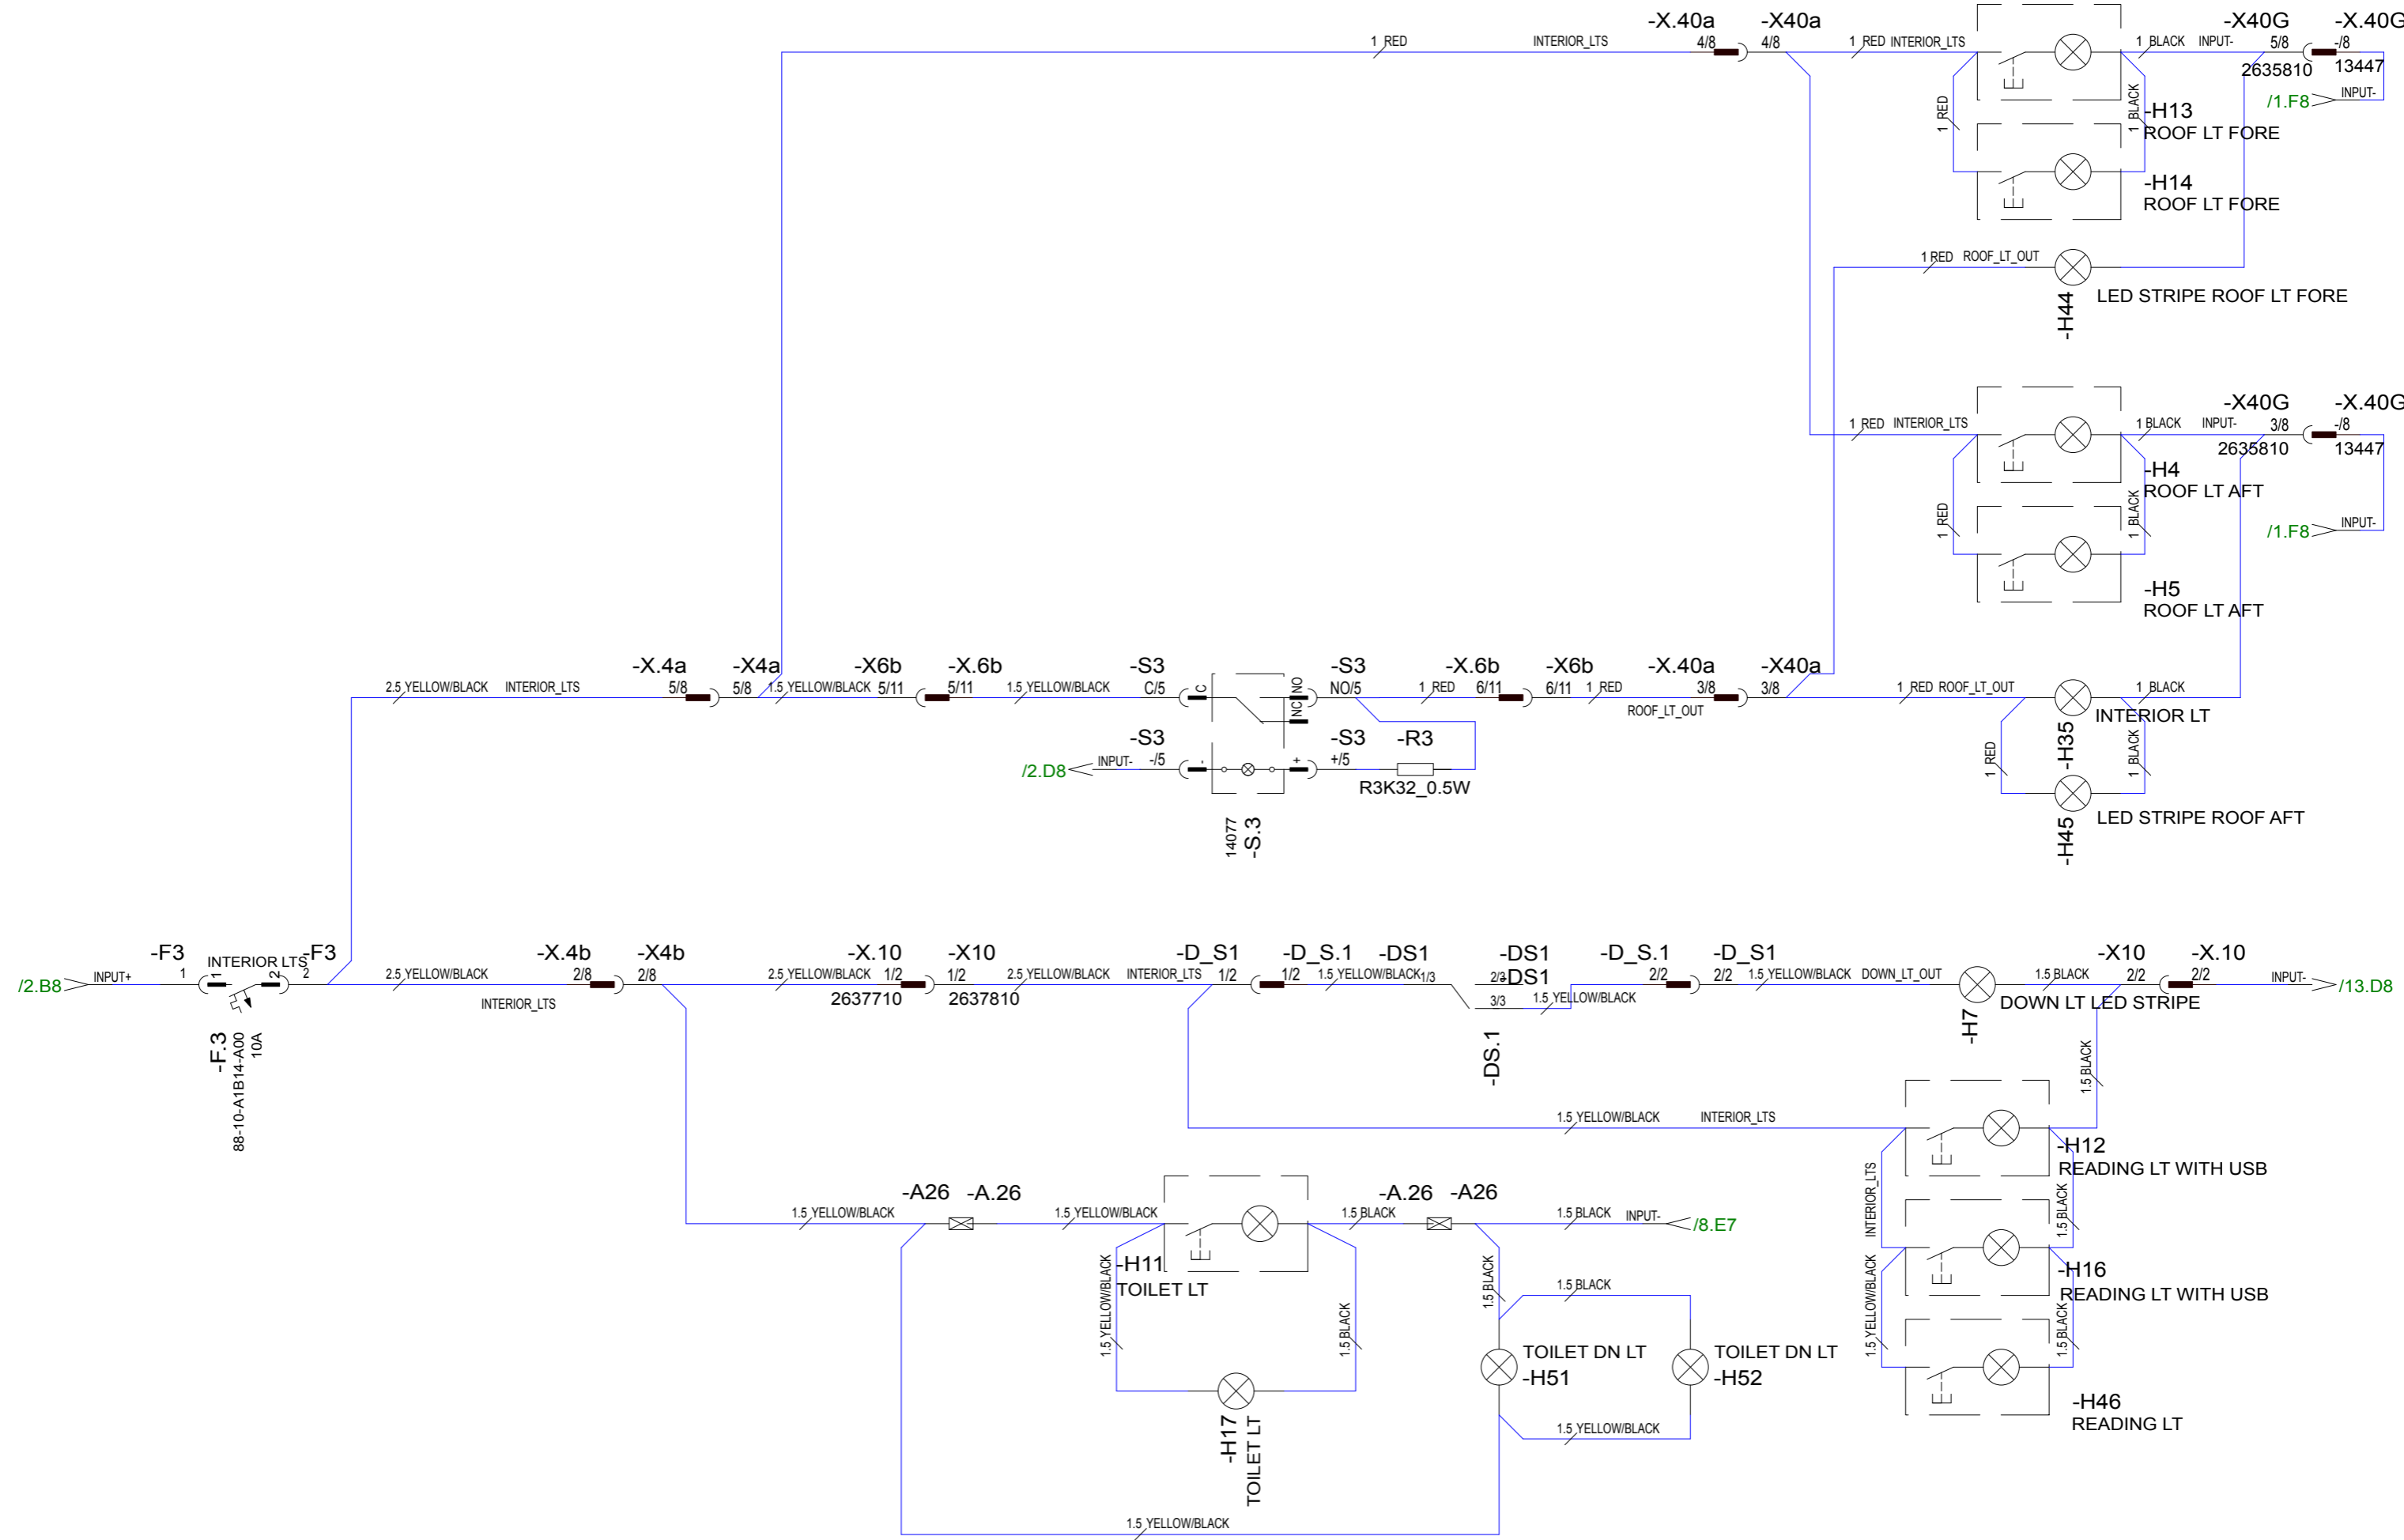 -X.40a
-X40a
-X40G
-X.40G
1 RED
INTERIOR_LTS
4/8
4/8
1 RED INTERIOR_LTS
1 BLACK
INPUT-
5/8
-/8
2635810
13447
/1.F8
INPUT-
1 RED
1 BLACK
-H13
ROOF LT FORE
-H14
ROOF LT FORE
1 RED
ROOF_LT_OUT
-H44
LED STRIPE ROOF LT FORE
-X40G
-X.40G
1 RED INTERIOR_LTS
1 BLACK
INPUT-
3/8
-/8
2635810
13447
-H4
ROOF LT AFT
1 RED
1 BLACK
/1.F8
INPUT-
-H5
ROOF LT AFT
-X.4a
-X4a
-X6b
-X.6b
-S3
-S3
-X.6b
-X6b
-X.40a
-X40a
2.5 YELLOW/BLACK
INTERIOR_LTS
5/8
5/8
1.5 YELLOW/BLACK
5/11
5/11
1.5 YELLOW/BLACK
C/5
C
NO
NC
NO/5
1 RED
6/11
6/11
1 RED
3/8
3/8
ROOF_LT_OUT
1 RED ROOF_LT_OUT
1 BLACK
INTERIOR LT
-H35
-S3
-S3
-R3
/2.D8
INPUT-
-/5
-
+
+/5
R3K32_0.5W
14077
-S.3
1 RED
1 BLACK
LED STRIPE ROOF AFT
-H45
-F3
INTERIOR LTS
-F3
-X.4b
-X4b
-X.10
-X10
-D_S1
-D_S.1
-DS1
-DS1
-D_S.1
-D_S1
-X10
-X.10
/2.B8
INPUT+
1
1
2
2
2.5 YELLOW/BLACK
INTERIOR_LTS
2/8
2/8
2.5 YELLOW/BLACK
1/2
1/2
2637710
2637810
2.5 YELLOW/BLACK
INTERIOR_LTS
1/2
1/2
1.5 YELLOW/BLACK
1/3
2/3
-DS1
3/3
1.5 YELLOW/BLACK
2/2
2/2
1.5 YELLOW/BLACK
DOWN_LT_OUT
1.5 BLACK
2/2
2/2
INPUT-
/13.D8
DOWN LT LED STRIPE
-H7
-F.3
88-10-A1B14-A00
10A
-DS.1
1.5 BLACK
1.5 YELLOW/BLACK
INTERIOR_LTS
-H12
READING LT WITH USB
INTERIOR_LTS
1.5 BLACK
-A26
-A.26
-A.26
-A26
1.5 YELLOW/BLACK
1.5 YELLOW/BLACK
1.5 BLACK
1.5 BLACK
INPUT-
/8.E7
-H11
TOILET LT
-H16
READING LT WITH USB
1.5 YELLOW/BLACK
1.5 BLACK
1.5 BLACK
1.5 BLACK
1.5 YELLOW/BLACK
1.5 BLACK
TOILET DN LT
-H51
TOILET DN LT
-H52
-H46
READING LT
-H17
TOILET LT
1.5 YELLOW/BLACK
1.5 YELLOW/BLACK